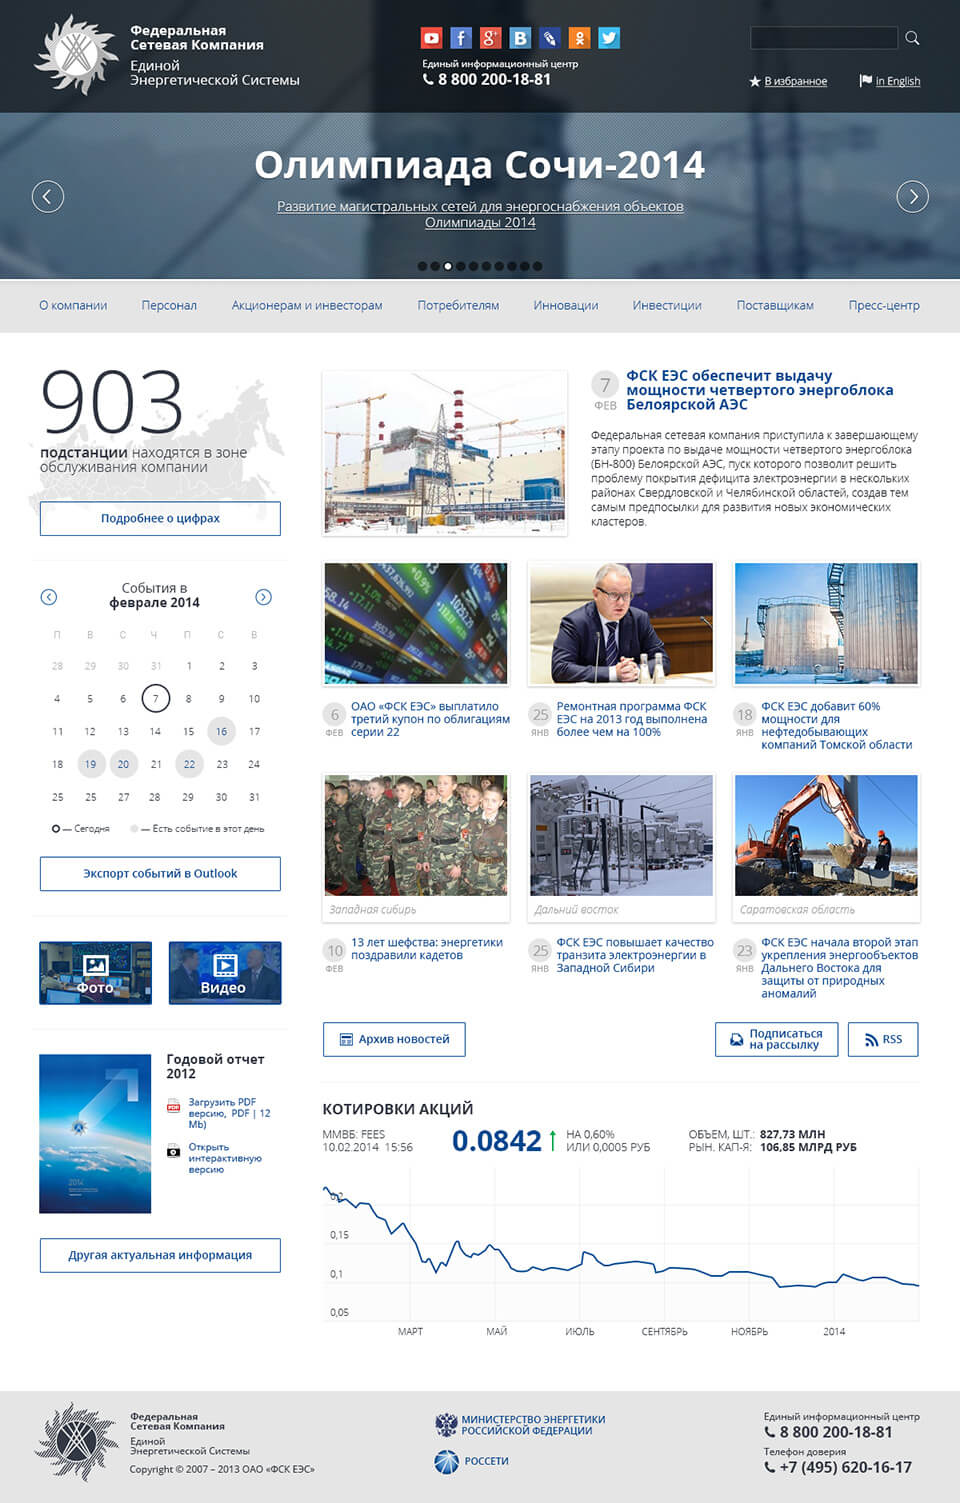 Федеральная
Сетевая Компания
Единой
Энергетической Системы
Единый информационный центр
8 800 200-18-81
В избранное
in English
Олимпиада Сочи-2014
Развитие магистральных сетей для энергоснабжения объектов
Олимпиады 2014
О компании
Персонал
Акционерам и инвесторам
Потребителям
Инновации
Инвестиции
Поставщикам
Пресс-центр
903
подстанции находятся в зоне
обслуживания компании
Подробнее о цифрах
События в
феврале 2014
П В С Ч П С В
28 29 30 31 1 2 3
4 5 6 7 8 9 10
11 12 13 14 15 16 17
18 19 20 21 22 23 24
25 25 27 28 29 30 31
— Сегодня
— Есть событие в этот день
Экспорт событий в Outlook
Фото
Видео
Годовой отчет
2012
Загрузить PDF
версию, PDF | 12
Mb)
Открыть
интерактивную
версию
2014
Другая актуальная информация
7
ФЕВ
ФСК ЕЭС обеспечит выдачу
мощности четвертого энергоблока
Белоярской АЭС
Федеральная сетевая компания приступила к завершающему
этапу проекта по выдаче мощности четвертого энергоблока
(БН-800) Белоярской АЭС, пуск которого позволит решить
проблему покрытия дефицита электроэнергии в нескольких
районах Свердловской и Челябинской областей, создав тем
самым предпосылки для развития новых экономических
кластеров.
6
ФЕВ
ОАО «ФСК ЕЭС» выплатило
третий купон по облигациям
серии 22
25
ЯНВ
Ремонтная программа ФСК
ЕЭС на 2013 год выполнена
более чем на 100%
18
ЯНВ
ФСК ЕЭС добавит 60%
мощности для
нефтедобывающих
компаний Томской области
Западная сибирь
Дальний восток
Саратовская область
10
ФЕВ
13 лет шефства: энергетики
поздравили кадетов
25
ЯНВ
ФСК ЕЭС повышает качество
транзита электроэнергии в
Западной Сибири
23
ЯНВ
ФСК ЕЭС начала второй этап
укрепления энергообъектов
Дальнего Востока для
защиты от природных
аномалий
Архив новостей
Подписаться
на рассылку
RSS
КОТИРОВКИ АКЦИЙ
ММВБ: FEES
10.02.2014 15:56
0.0842
НА 0,60%
ИЛИ 0,0005 РУБ
ОБЪЕМ, ШТ.: 827,73 МЛН
РЫН. КАП-Я: 106,85 МЛРД РУБ
0,2
0,15
0,1
0,05
МАРТ МАЙ ИЮЛЬ СЕНТЯБРЬ НОЯБРЬ 2014
Федеральная
Сетевая Компания
Единой
Энергетической Системы
Copyright © 2007 – 2013 ОАО «ФСК ЕЭС»
МИНИСТЕРСТВО ЭНЕРГЕТИКИ
РОССИЙСКОЙ ФЕДЕРАЦИИ
РОССЕТИ
Единый информационный центр
8 800 200-18-81
Телефон доверия
+7 (495) 620-16-17